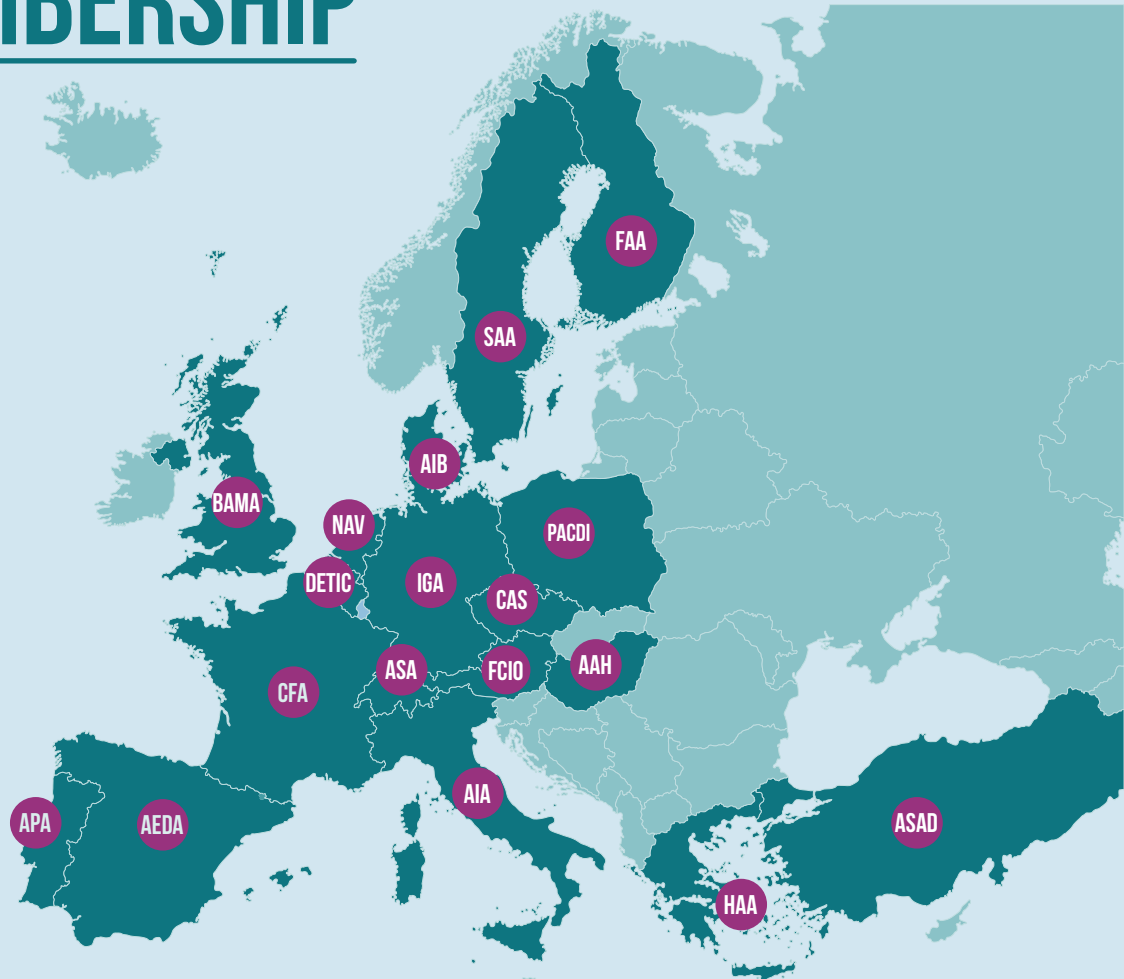 IBERSHIP
FAA
SAA
AIB
BAMA
NAV
PACDI
DETIC
IGA
CAS
ASA
FCIO
AAH
CFA
AIA
APA
AEDA
ASAD
HAA